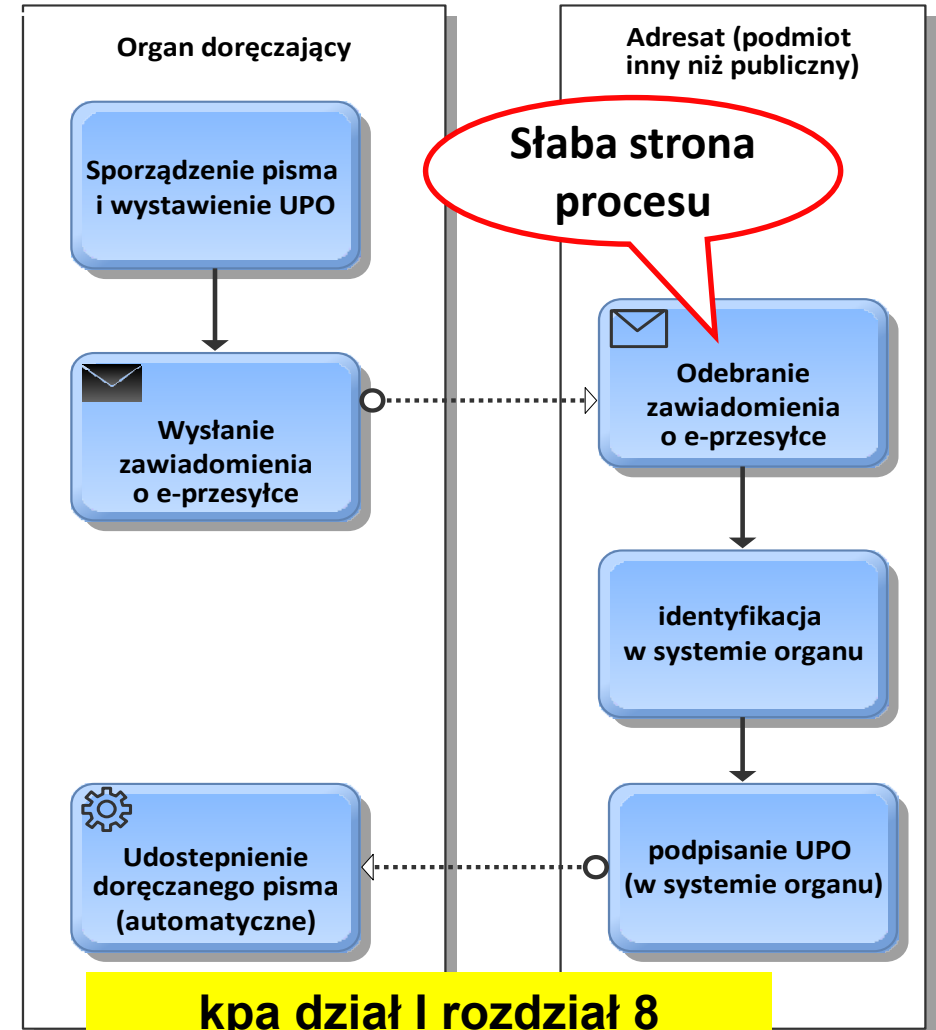 Organ doręczający
Adresat (podmiot
inny niż publiczny)
Słaba strona
procesu
Sporządzenie pisma
i wystawienie UPO
Wysłanie
zawiadomienia
o e-przesyłce
Odebranie
zawiadomienia
o e-przesyłce
identyfikacja
w systemie organu
podpisanie UPO
(w systemie organu)
Udostepnienie
doręczanego pisma
(automatyczne)
kpa dział I rozdział 8